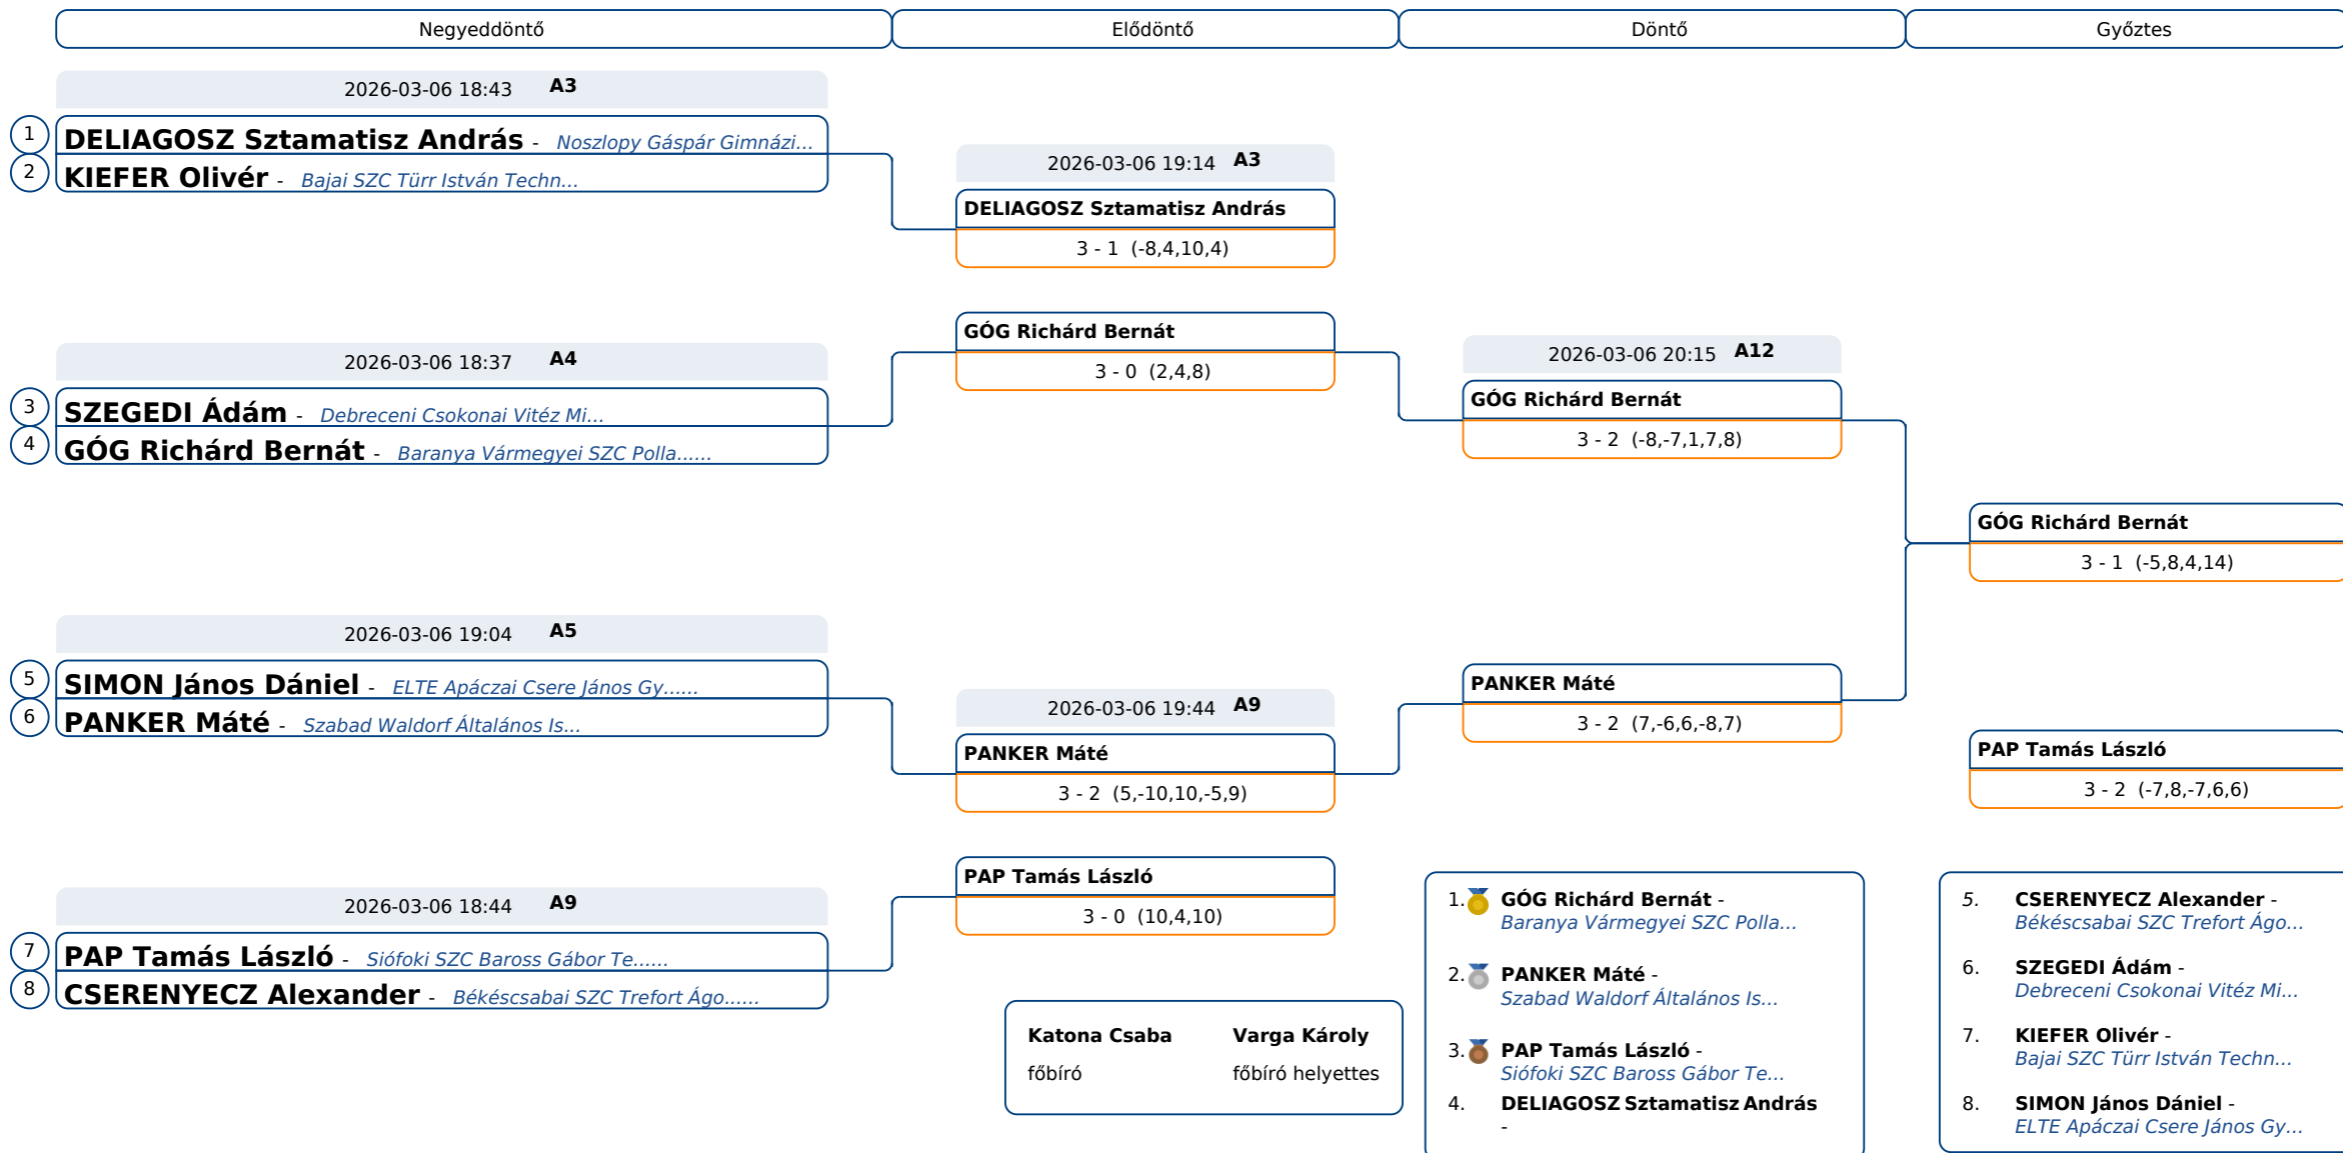 Negyeddöntő
Elődöntő
Döntő
Győztes
2026-03-06 18:43 A3
1 DELIAGOSZ Sztamatisz András - Noszlopy Gáspár Gimnázi...
2 KIEFER Olivér - Bajai SZC Türr István Techn...
2026-03-06 18:37 A4
3 SZEGEDI Ádám - Debreceni Csokonai Vitéz Mi...
4 GÓG Richárd Bernát - Baranya Vármegyei SZC Polla......
2026-03-06 19:04 A5
5 SIMON János Dániel - ELTE Apáczai Csere János Gy......
6 PANKER Máté - Szabad Waldorf Általános Is...
2026-03-06 18:44 A9
7 PAP Tamás László - Siófoki SZC Baross Gábor Te......
8 CSERENYECZ Alexander - Békéscsabai SZC Trefort Ágo......
2026-03-06 19:14 A3
DELIAGOSZ Sztamatisz András
3 - 1 (-8,4,10,4)
GÓG Richárd Bernát
3 - 0 (2,4,8)
2026-03-06 19:44 A9
PANKER Máté
3 - 2 (5,-10,10,-5,9)
PAP Tamás László
3 - 0 (10,4,10)
2026-03-06 20:15 A12
GÓG Richárd Bernát
3 - 2 (-8,-7,1,7,8)
PANKER Máté
3 - 2 (7,-6,6,-8,7)
GÓG Richárd Bernát
3 - 1 (-5,8,4,14)
PAP Tamás László
3 - 2 (-7,8,-7,6,6)
Katona Csaba Varga Károly
főbíró főbíró helyettes
1. GÓG Richárd Bernát -
Baranya Vármegyei SZC Polla...
2. PANKER Máté -
Szabad Waldorf Általános Is...
3. PAP Tamás László -
Siófoki SZC Baross Gábor Te...
4. DELIAGOSZ Sztamatisz András
-
5. CSERENYECZ Alexander -
Békéscsabai SZC Trefort Ágo...
6. SZEGEDI Ádám -
Debreceni Csokonai Vitéz Mi...
7. KIEFER Olivér -
Bajai SZC Türr István Techn...
8. SIMON János Dániel -
ELTE Apáczai Csere János Gy...